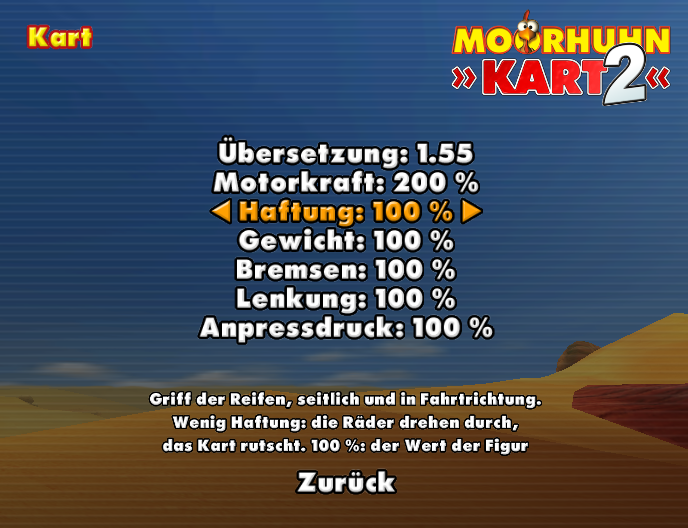 Kart
MOORHUHN
KART 2
Übersetzung: 1.55
Motorkraft: 200 %
Haftung: 100 %
Gewicht: 100 %
Bremsen: 100 %
Lenkung: 100 %
Anpressdruck: 100 %
Griff der Reifen, seitlich und in Fahrtrichtung.
Wenig Haftung: die Räder drehen durch,
das Kart rutscht. 100 %: der Wert der Figur
Zurück